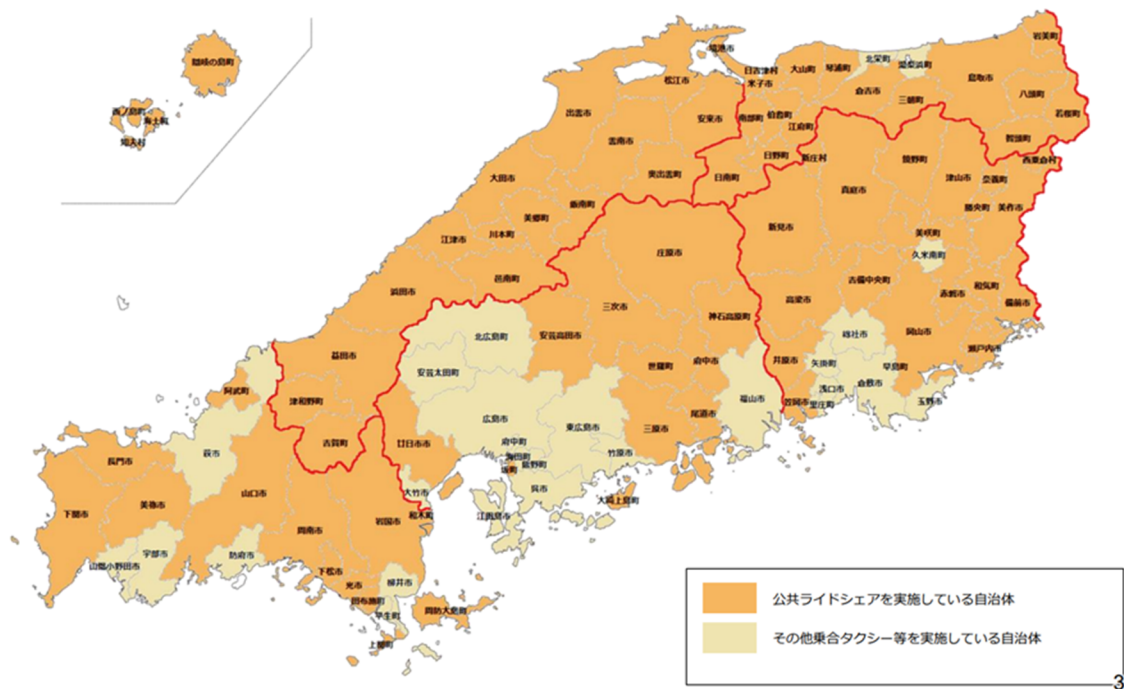 隠岐の島町
西ノ島町
海士町
知夫村
境港市
松江市
出雲市
安来市
雲南市
奥出雲町
大田市
飯南町
美郷町
川本町
江津市
邑南町
浜田市
益田市
津和野町
吉賀町
岩美町
日吉津村
米子市
大山町
琴浦町
北栄町
湯梨浜町
鳥取市
八頭町
若桜町
倉吉市
三朝町
智頭町
南部町
伯耆町
江府町
日野町
日南町
新庄村
鏡野町
西粟倉村
津山市
奈義町
真庭市
勝央町
美作市
新見市
美咲町
久米南町
吉備中央町
赤磐市
和気町
備前市
高梁市
岡山市
瀬戸内市
総社市
井原市
矢掛町
早島町
倉敷市
浅口市
里庄町
笠岡市
玉野市
庄原市
三次市
神石高原町
安芸高田市
北広島町
安芸太田町
世羅町
府中市
福山市
広島市
東広島市
尾道市
三原市
廿日市市
府中町
海田町
坂町
熊野町
竹原市
呉市
大竹市
江田島市
大崎上島町
阿武町
萩市
長門市
美祢市
下関市
山口市
宇部市
山陽小野田市
防府市
周南市
岩国市
和木町
下松市
光市
柳井市
田布施町
平生町
上関町
周防大島町
公共ライドシェアを実施している自治体
その他乗合タクシー等を実施している自治体
3